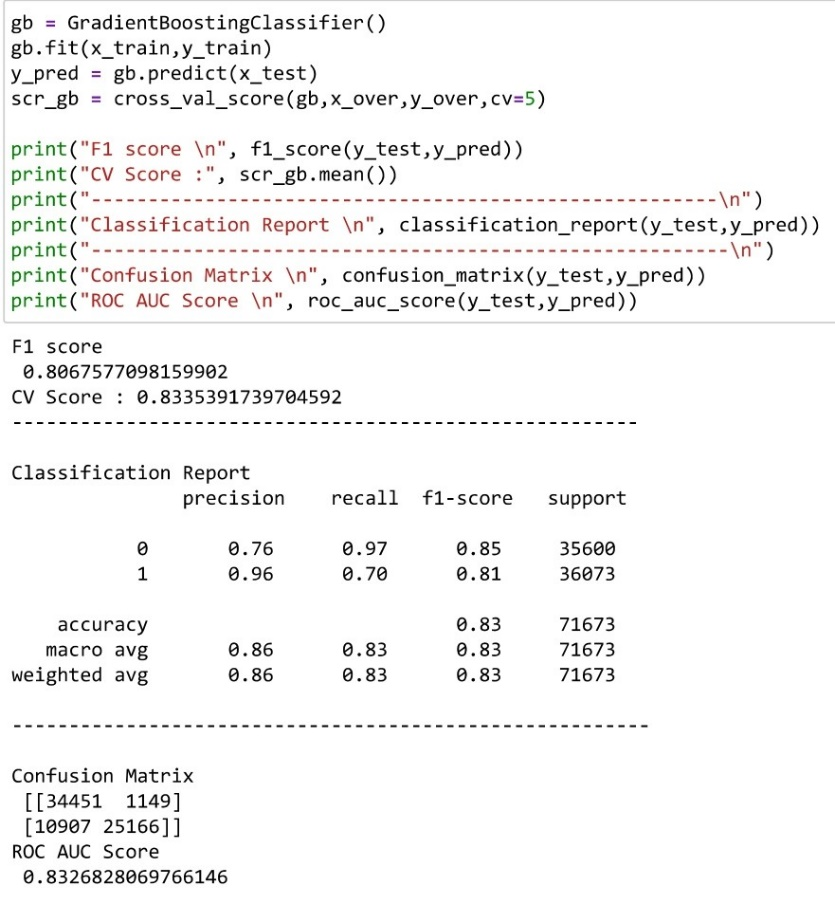 gb = GradientBoostingClassifier()
gb.fit(x_train,y_train)
y_pred = gb.predict(x_test)
scr_gb = cross_val_score(gb,x_over,y_over,cv=5)
print("F1 score \n", f1_score(y_test,y_pred))
print("CV Score :", scr_gb.mean())
print("-------------------------------------------------------\n")
print("Classification Report \n", classification_report(y_test,y_pred))
print("--------------------------------------------------------\n")
print("Confusion Matrix \n", confusion_matrix(y_test,y_pred))
print("ROC AUC Score \n", roc_auc_score(y_test,y_pred))
F1 score
0.8067577098159902
CV Score : 0.8335391739704592
-------------------------------------------------------
Classification Report
precision recall f1-score support
0 0.76 0.97 0.85 35600
1 0.96 0.70 0.81 36073
accuracy 0.83 71673
macro avg 0.86 0.83 0.83 71673
weighted avg 0.86 0.83 0.83 71673
--------------------------------------------------------
Confusion Matrix
[[34451 1149]
[10907 25166]]
ROC AUC Score
0.8326828069766146